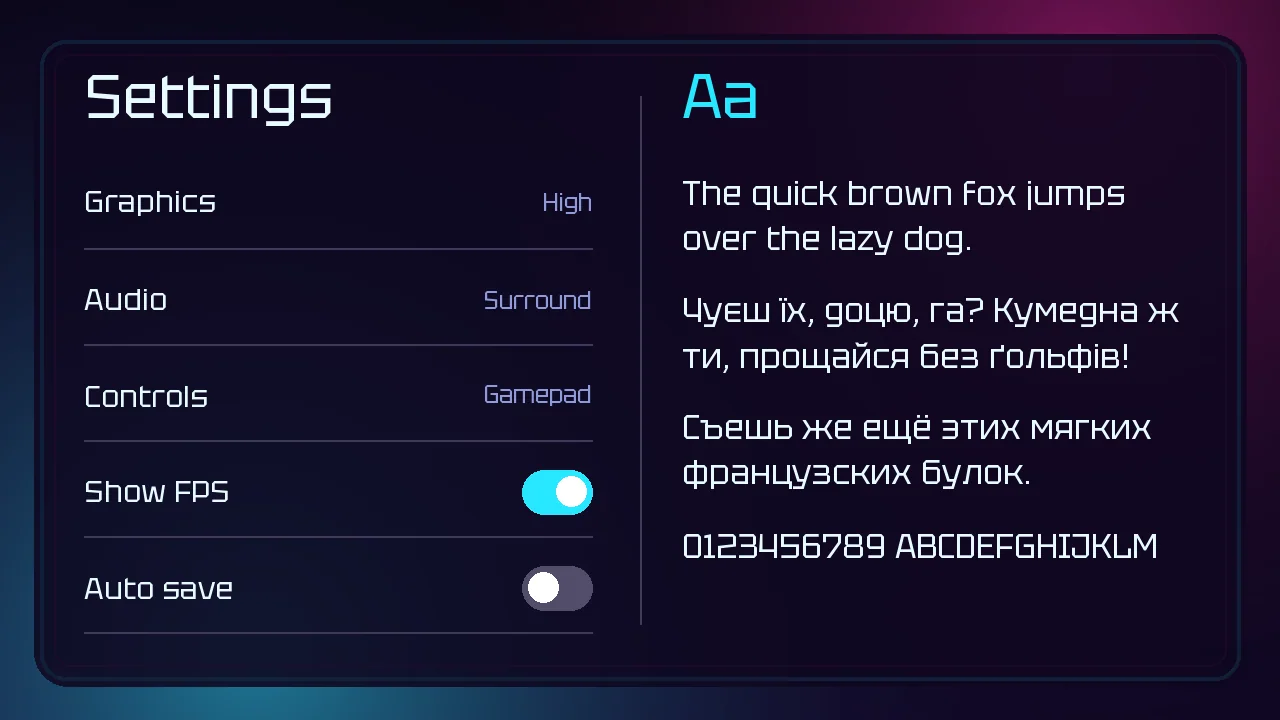 Settings
Graphics High
Audio Surround
Controls Gamepad
Show FPS
Auto save
Aa
The quick brown fox jumps
over the lazy dog.
Чуєш їх, доцю, га? Кумедна ж
ти, прощайся без ґольфів!
Съешь же ещё этих мягких
французских булок.
0123456789 ABCDEFGHIJKLM